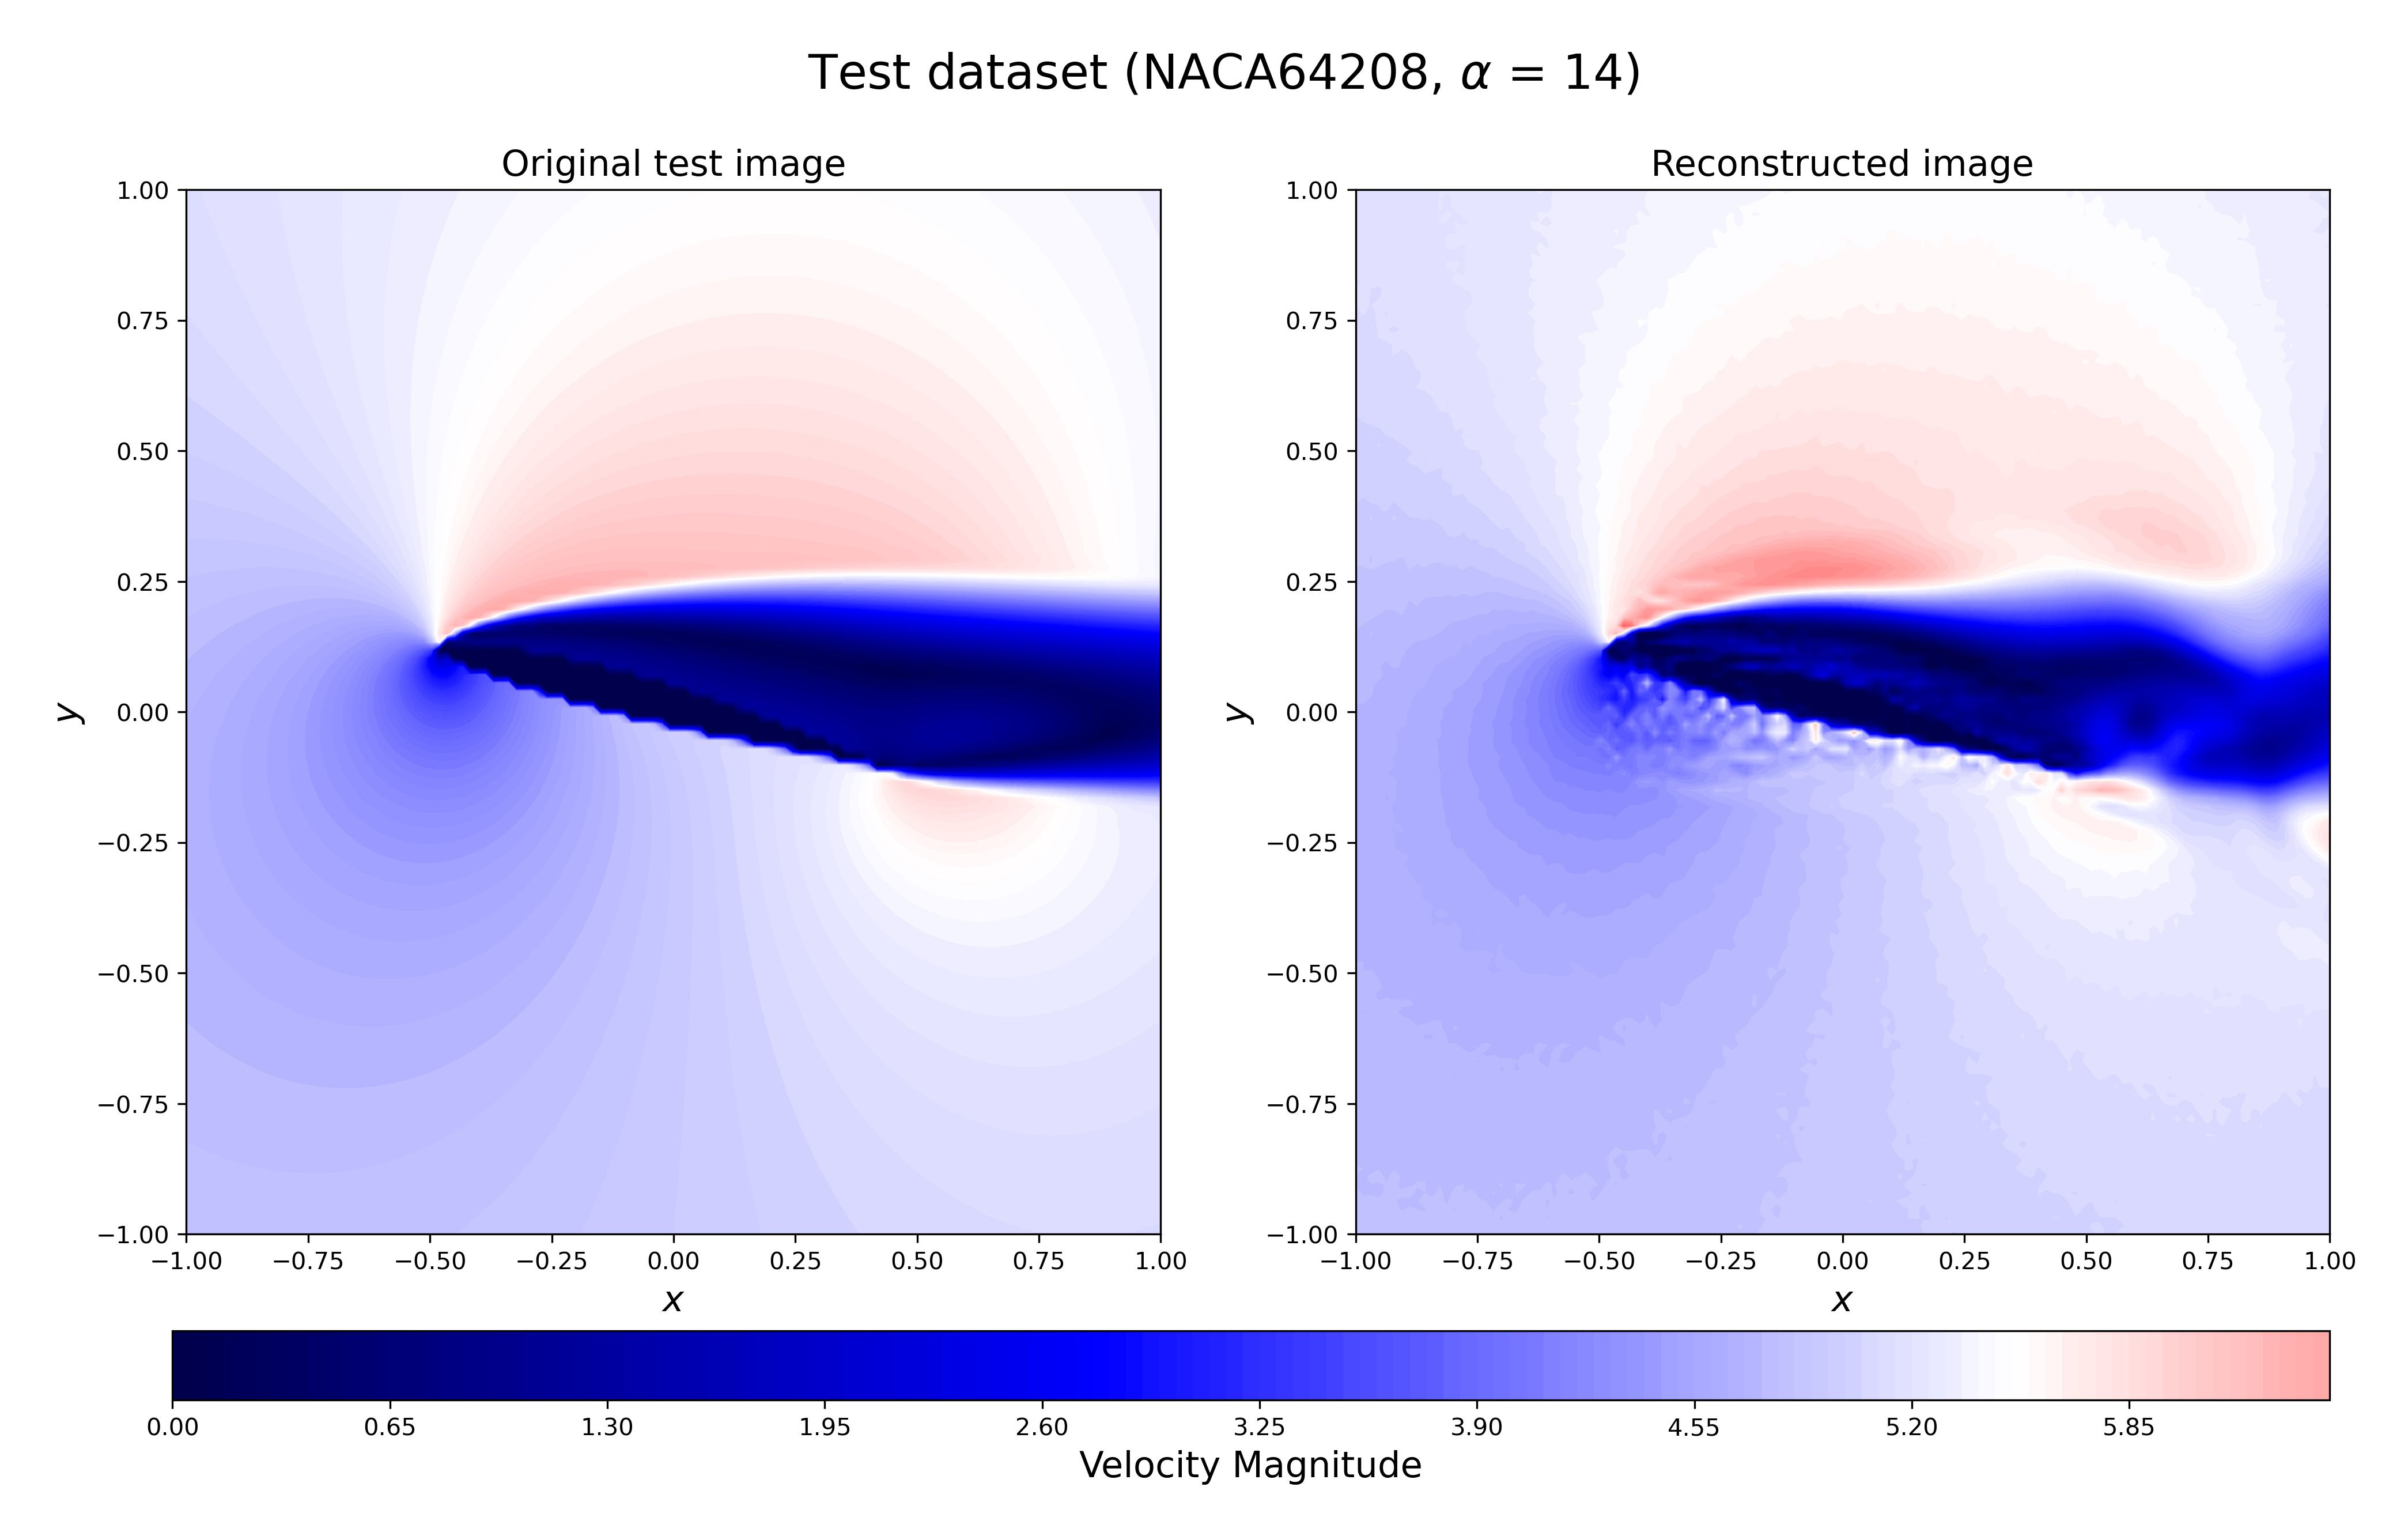 Test dataset (NACA64208, α = 14)
Original test image
Reconstructed image
1.00
0.75
0.50
0.25
0.00
−0.25
−0.50
−0.75
−1.00
y
−1.00 −0.75 −0.50 −0.25 0.00 0.25 0.50 0.75 1.00
x
1.00
0.75
0.50
0.25
0.00
−0.25
−0.50
−0.75
−1.00
y
−1.00 −0.75 −0.50 −0.25 0.00 0.25 0.50 0.75 1.00
x
0.00 0.65 1.30 1.95 2.60 3.25 3.90 4.55 5.20 5.85
Velocity Magnitude